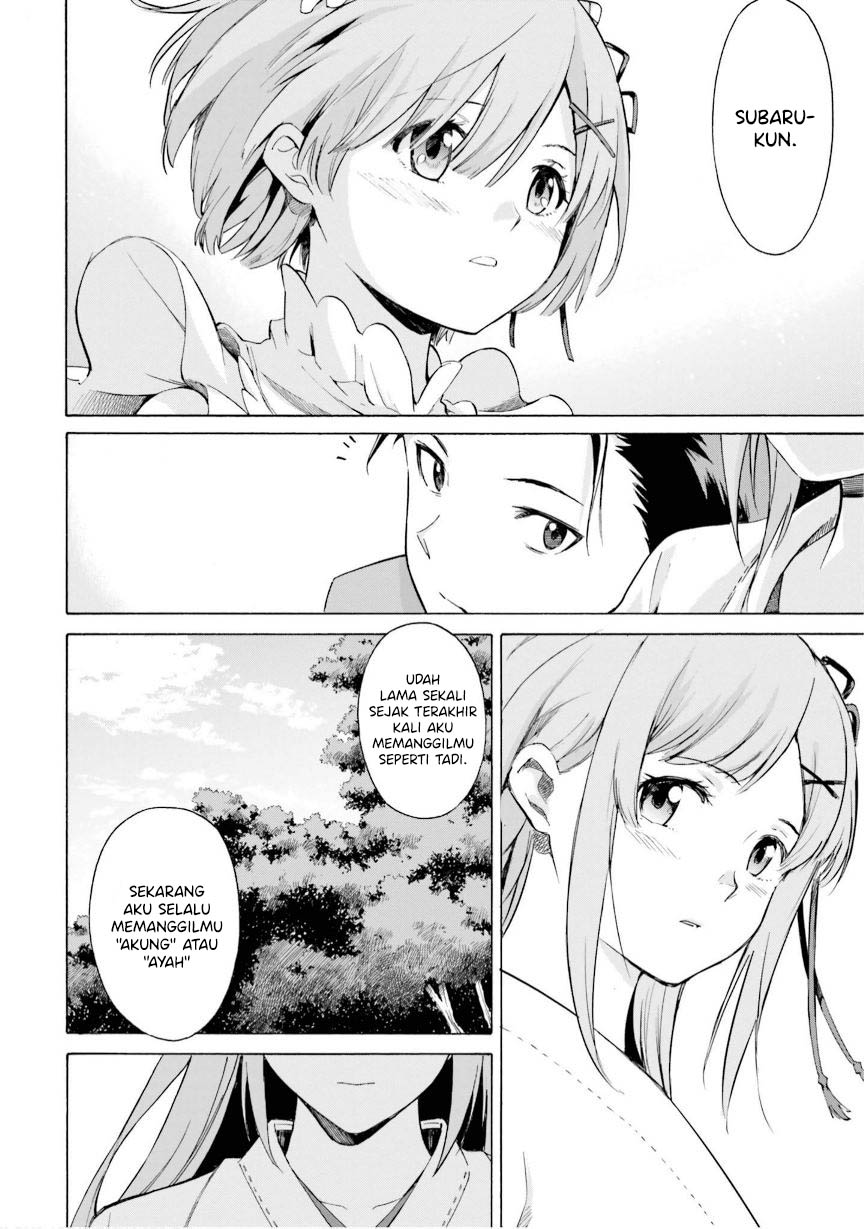 SUBARU-
KUN.
UDAH
LAMA SEKALI
SEJAK TERAKHIR
KALI AKU
MEMANGGILMU
SEPERTI TADI.
SEKARANG
AKU SELALU
MEMANGGILMU
"AKUNG" ATAU
"AYAH"